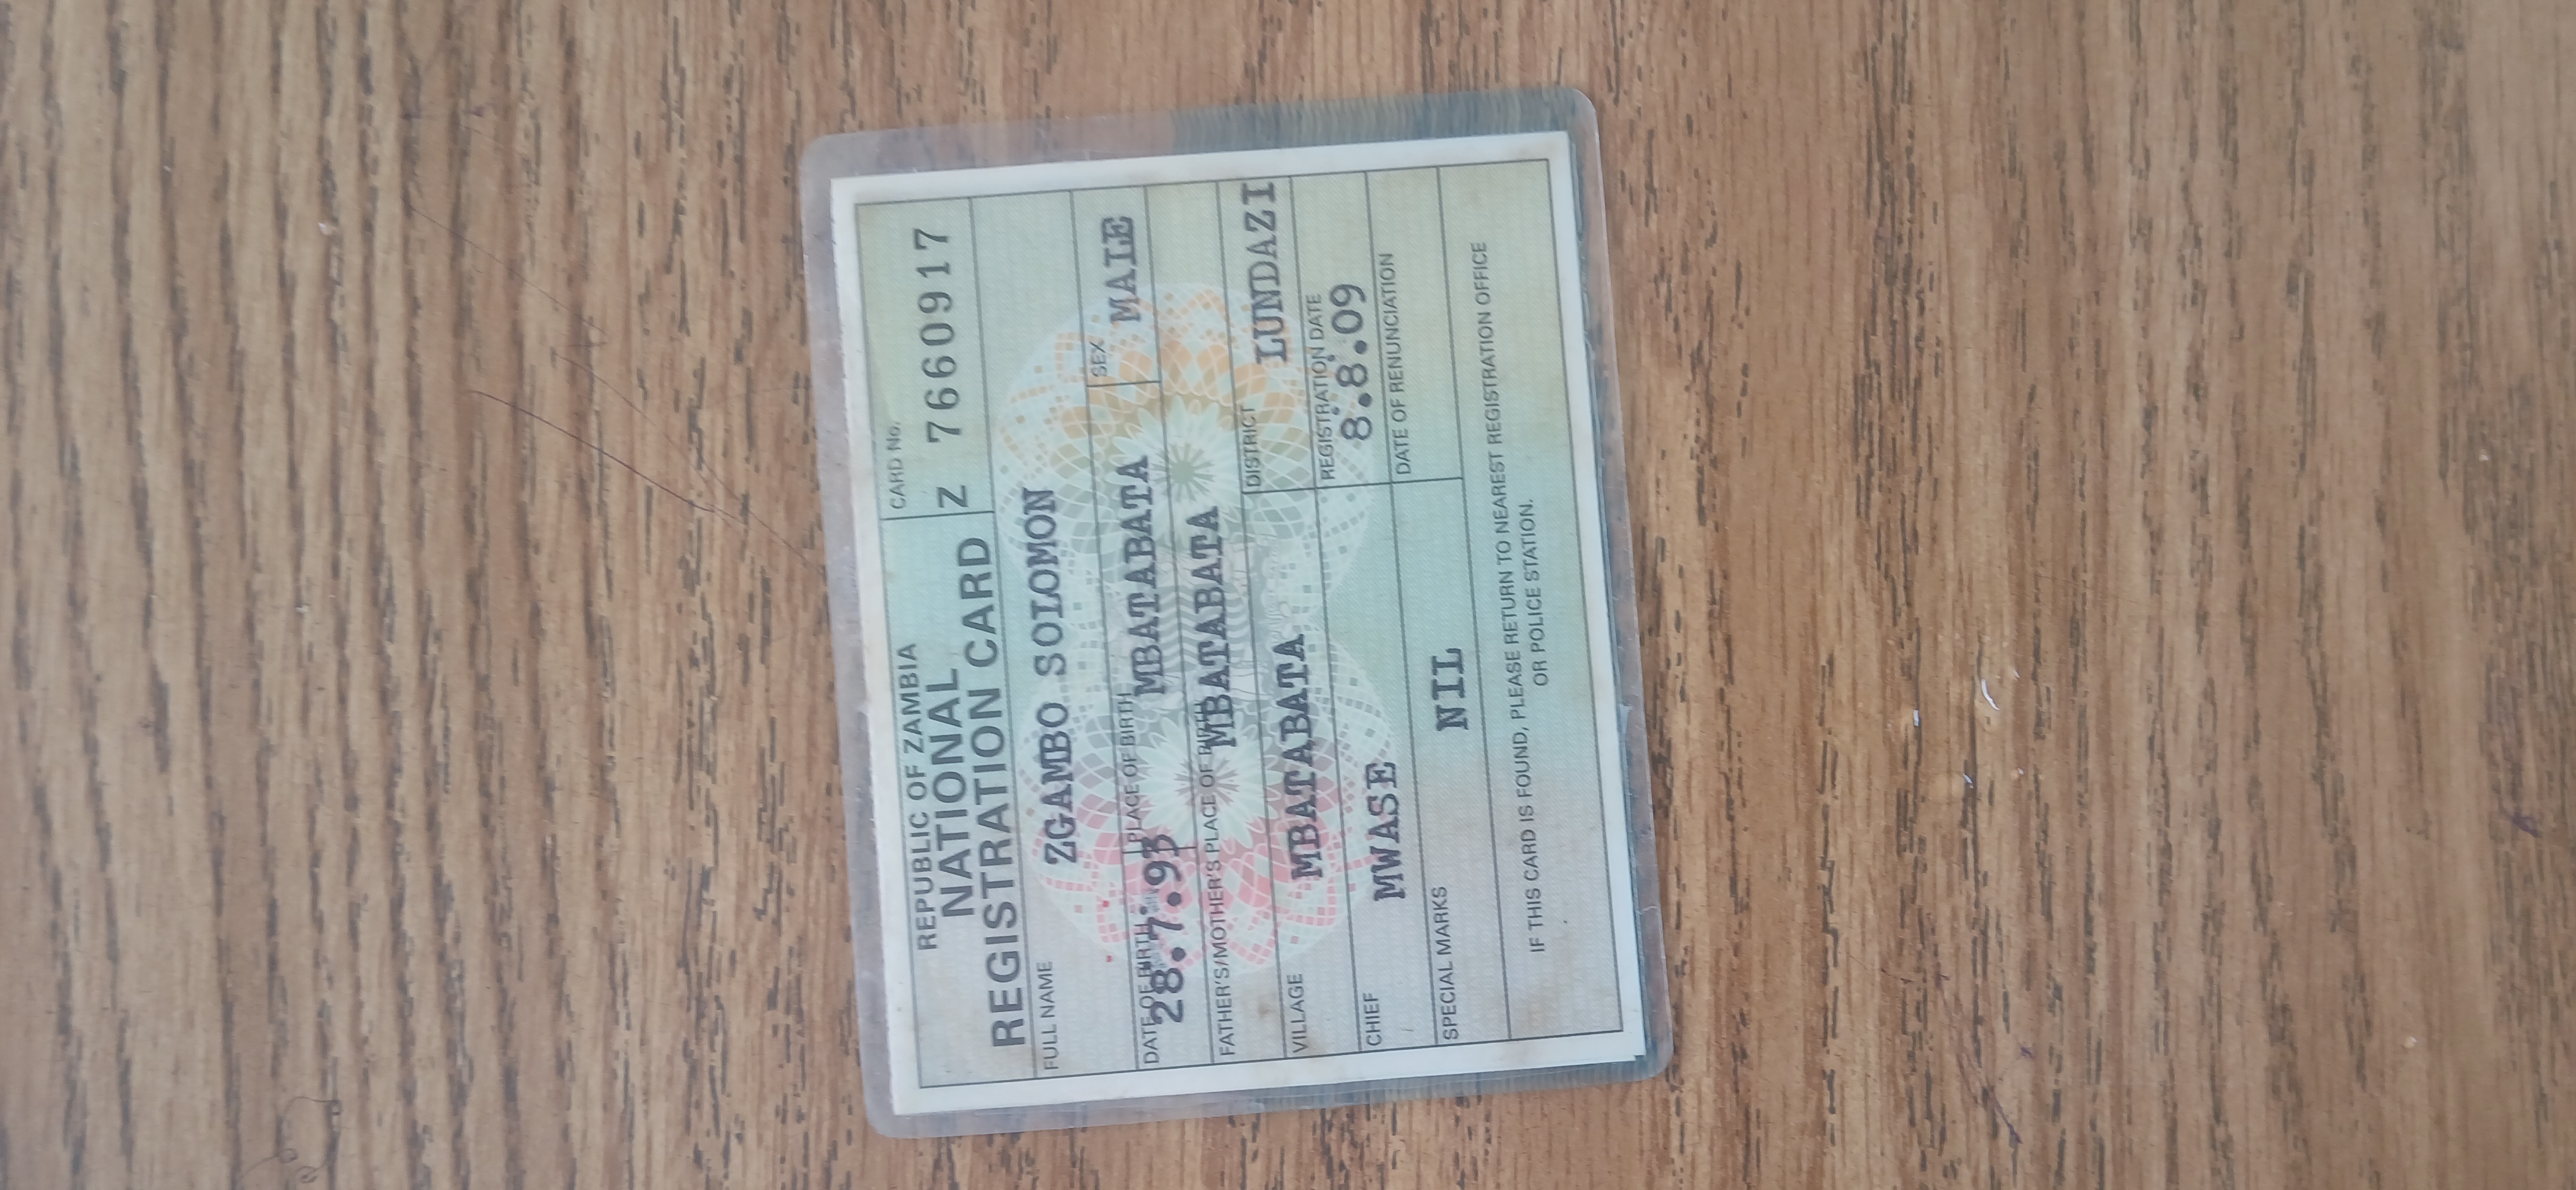 REPUBLIC OF ZAMBIA
NATIONAL
REGISTRATION CARD
CARD No.
Z 7660917
FULL NAME
ZGAMBO SOLOMON
DATE OF BIRTH
28.7.93
PLACE OF BIRTH
MBATABATA
SEX
MALE
FATHER'S/MOTHER'S PLACE OF BIRTH
MBATABATA
VILLAGE
MBATABATA
DISTRICT
LUNDAZI
CHIEF
MWASE
REGISTRATION DATE
8.8.09
SPECIAL MARKS
NIL
DATE OF RENUNCIATION
IF THIS CARD IS FOUND, PLEASE RETURN TO NEAREST REGISTRATION OFFICE
OR POLICE STATION.